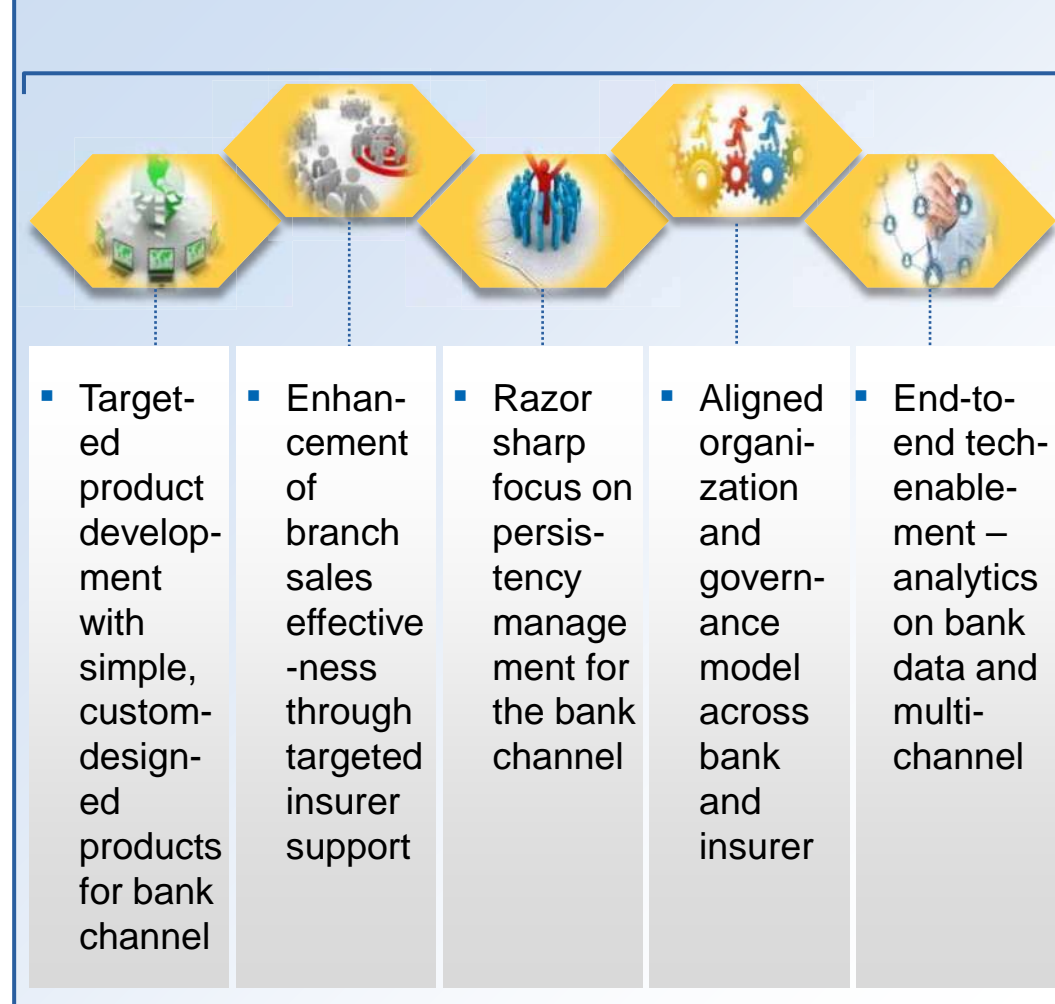 ▪ Target-
ed
product
develop-
ment
with
simple,
custom-
design-
ed
products
for bank
channel
▪ Enhan-
cement
of
branch
sales
effective
-ness
through
targeted
insurer
support
▪ Razor
sharp
focus on
persis-
tency
manage
ment for
the bank
channel
▪ Aligned
organi-
zation
and
govern-
ance
model
across
bank
and
insurer
▪ End-to-
end tech-
enable-
ment –
analytics
on bank
data and
multi-
channel